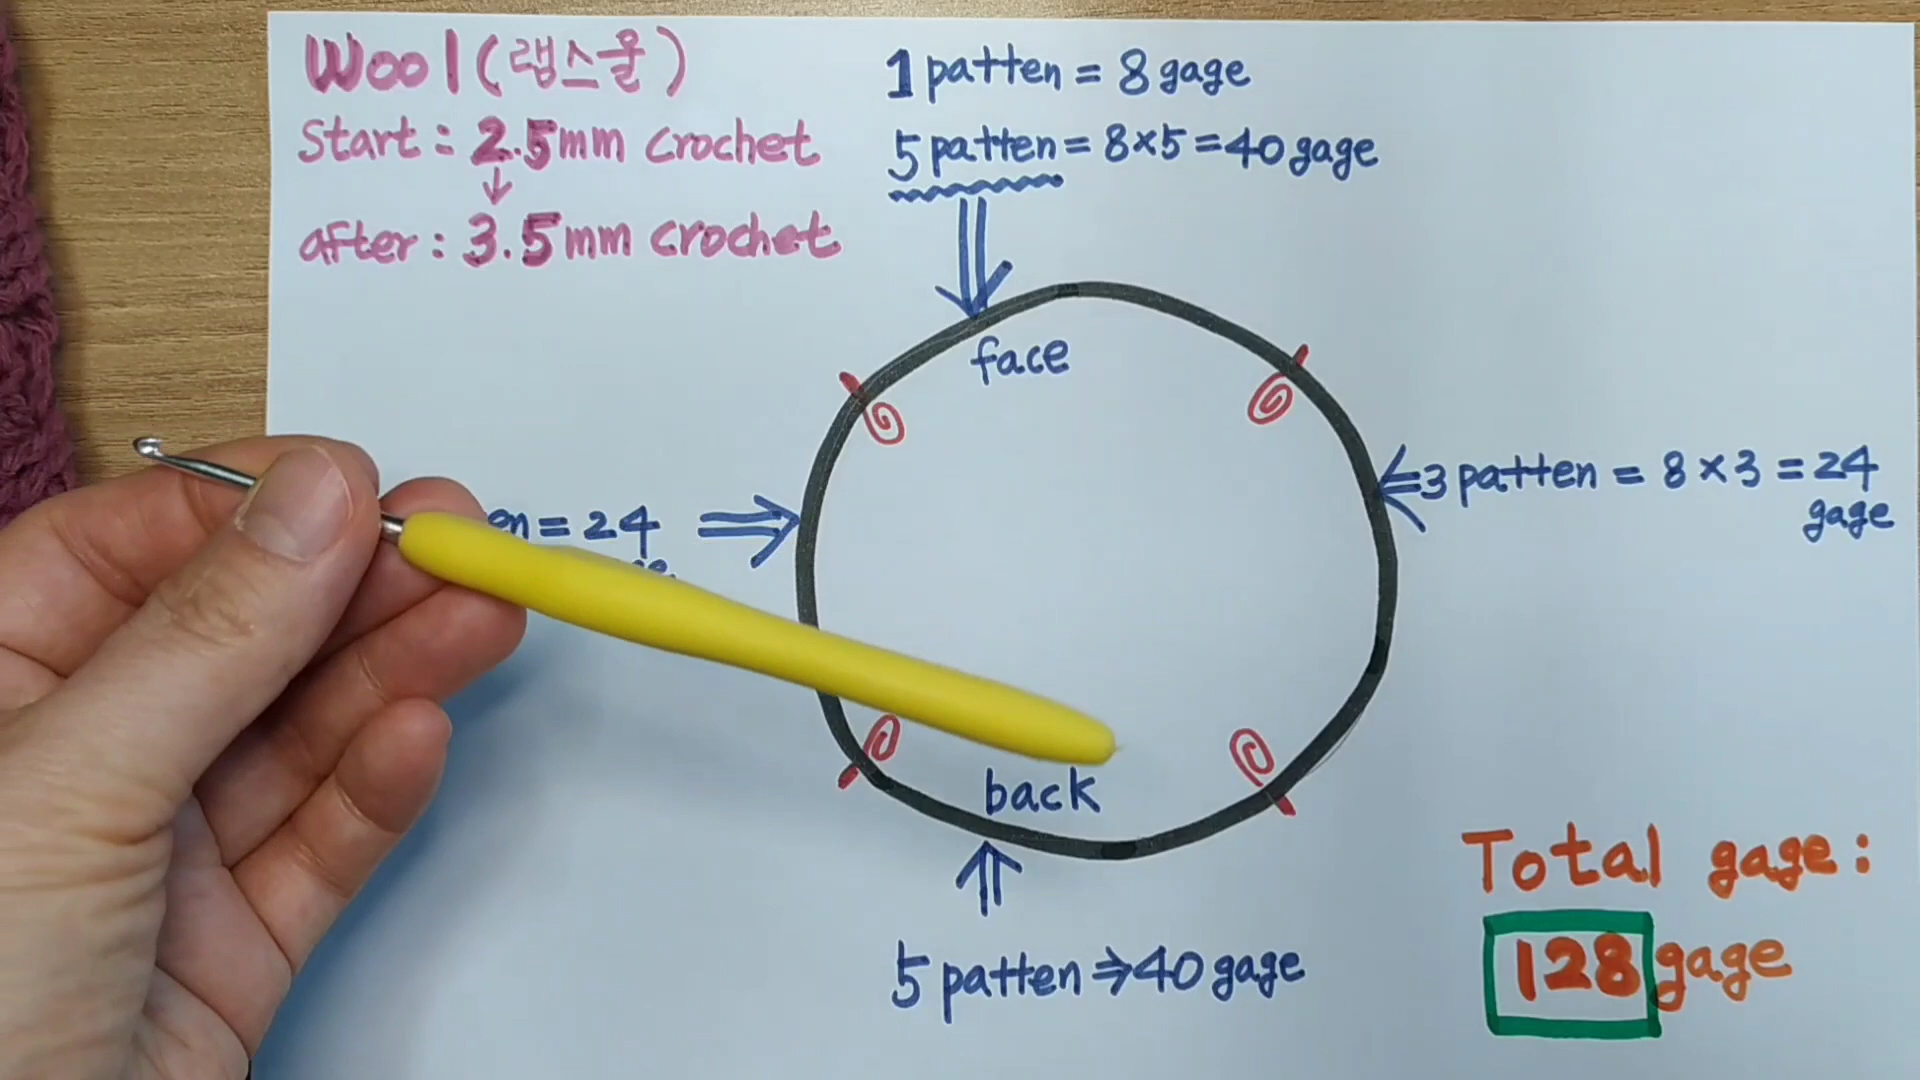 Wool (랩스울)
Start : 2.5mm crochet
↓
after : 3.5mm crochet
1 patten = 8 gage
5 patten = 8×5 = 40 gage
face
3 patten = 8 × 3 = 24
gage
= 24
back
5 patten ⇒ 40 gage
Total gage :
128 gage